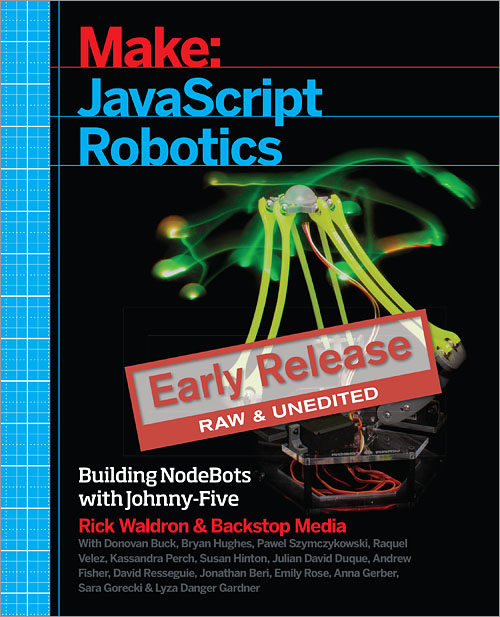 Make:
JavaScript
Robotics
Early Release
RAW & UNEDITED
Building NodeBots
with Johnny-Five
Rick Waldron & Backstop Media
With Donovan Buck, Bryan Hughes, Pawel Szymczykowski, Raquel
Velez, Kassandra Perch, Susan Hinton, Julian David Duque, Andrew
Fisher, David Resseguie, Jonathan Beri, Emily Rose, Anna Gerber,
Sara Gorecki & Lyza Danger Gardner